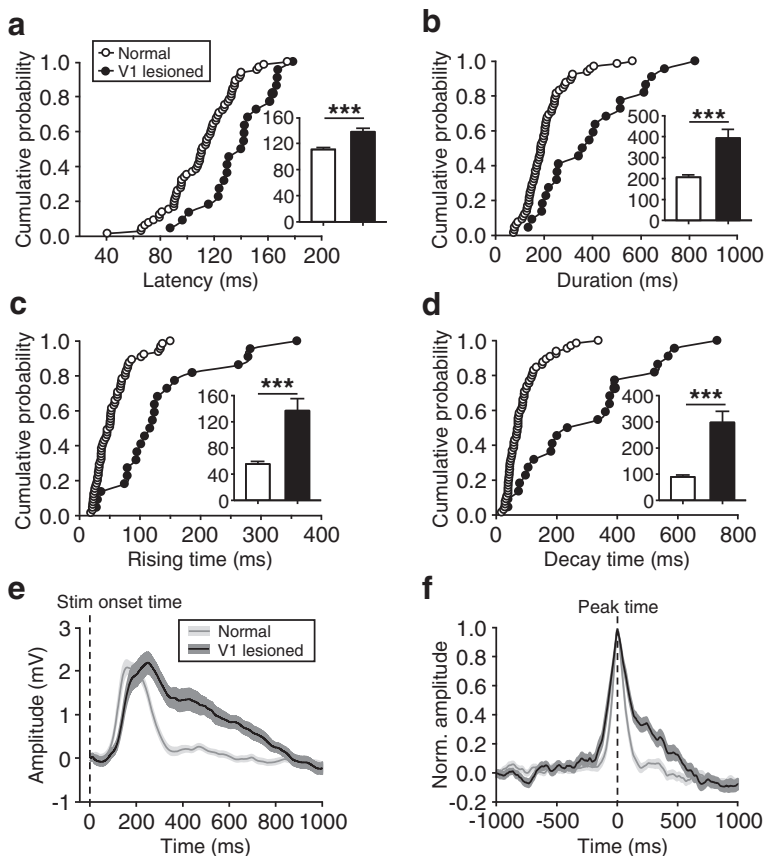 a
Normal
V1 lesioned
Cumulative probability
1.0
0.8
0.6
0.4
0.2
0.0
0 40 80 120 160 200
Latency (ms)
***
160
120
80
40
0
b
Cumulative probability
1.0
0.8
0.6
0.4
0.2
0.0
0 200 400 600 800 1000
Duration (ms)
***
500
400
300
200
100
0
c
Cumulative probability
1.0
0.8
0.6
0.4
0.2
0.0
0 100 200 300 400
Rising time (ms)
***
160
120
80
40
0
d
Cumulative probability
1.0
0.8
0.6
0.4
0.2
0.0
0 200 400 600 800
Decay time (ms)
***
400
300
200
100
0
e
Stim onset time
Normal
V1 lesioned
Amplitude (mV)
3
2
1
0
-1
0 200 400 600 800 1000
Time (ms)
f
Peak time
Norm. amplitude
1.0
0.8
0.6
0.4
0.2
0.0
-0.2
-1000 -500 0 500 1000
Time (ms)